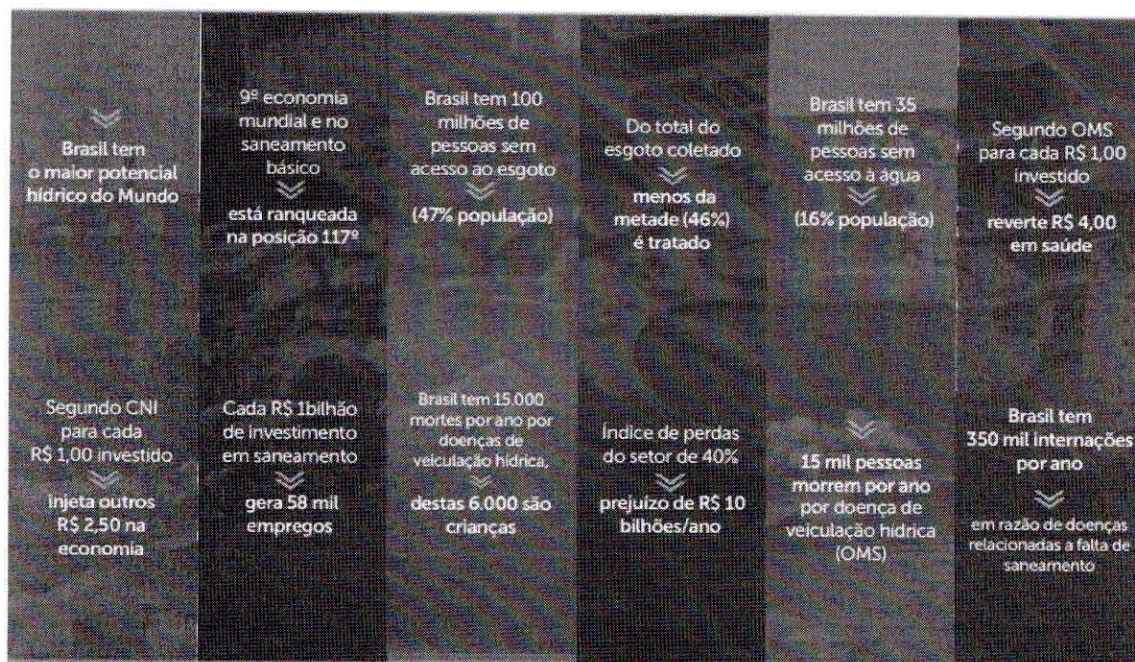 Brasil tem
o maior potencial
hídrico do Mundo
9º economia
mundial e no
saneamento
básico
está ranqueada
na posição 117º
Brasil tem 100
milhões de
pessoas sem
acesso ao esgoto
(47% população)
Do total do
esgoto coletado
menos da
metade (46%)
é tratado
Brasil tem 35
milhões de
pessoas sem
acesso à água
(16% população)
Segundo OMS
para cada R$ 1,00
investido
reverte R$ 4,00
em saúde
Segundo CNI
para cada
R$ 1,00 investido
injeta outros
R$ 2,50 na
economia
Cada R$ 1bilhão
de investimento
em saneamento
gera 58 mil
empregos
Brasil tem 15.000
mortes por ano por
doenças de
veiculação hídrica,
destas 6.000 são
crianças
Índice de perdas
do setor de 40%
prejuízo de R$ 10
bilhões/ano
15 mil pessoas
morrem por ano
por doença de
veiculação hídrica
(OMS)
Brasil tem
350 mil internações
por ano
em razão de doenças
relacionadas a falta de
saneamento